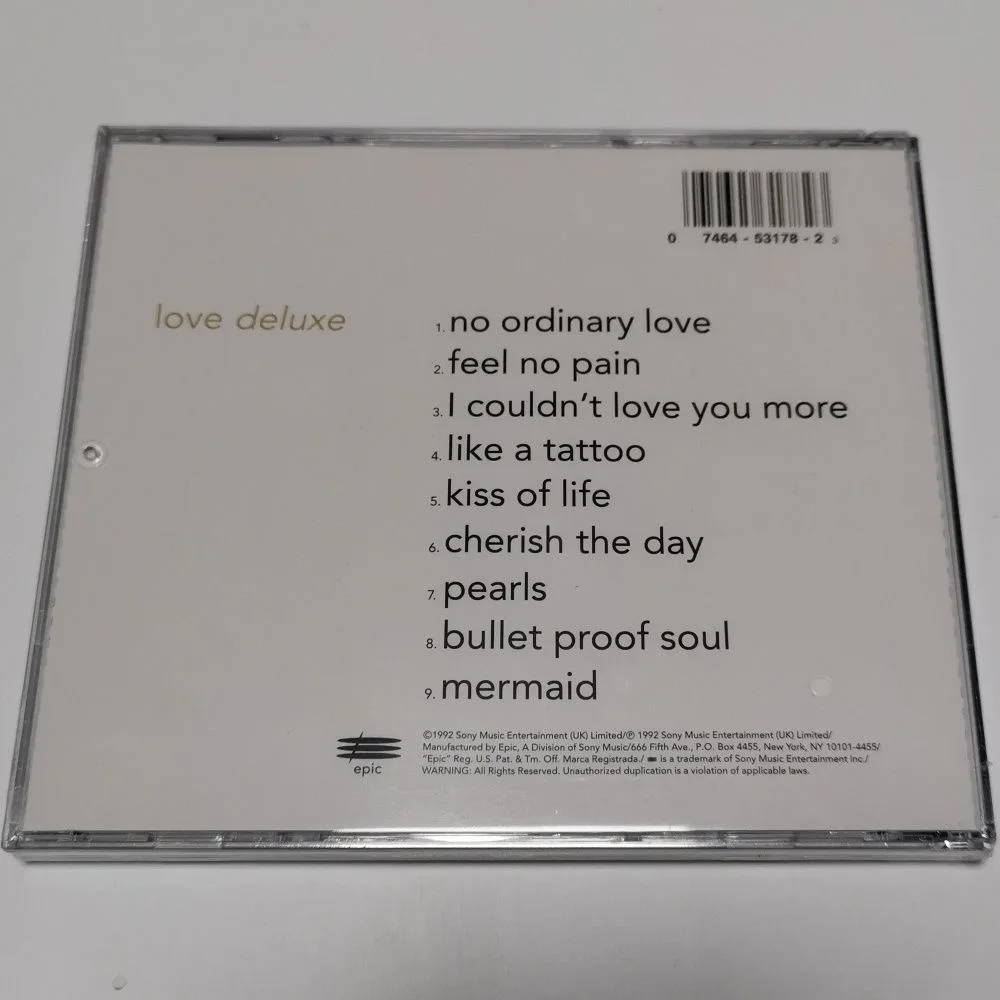 0 7464 - 53178 - 2 3
love deluxe
1. no ordinary love
2. feel no pain
3. I couldn't love you more
4. like a tattoo
5. kiss of life
6. cherish the day
7. pearls
8. bullet proof soul
9. mermaid
epic
©1992 Sony Music Entertainment (UK) Limited/℗ 1992 Sony Music Entertainment (UK) Limited/
Manufactured by Epic, A Division of Sony Music/666 Fifth Ave., P.O. Box 4455, New York, NY 10101-4455/
"Epic" Reg. U.S. Pat. & Tm. Off. Marca Registrada./ is a trademark of Sony Music Entertainment Inc./
WARNING: All Rights Reserved. Unauthorized duplication is a violation of applicable laws.